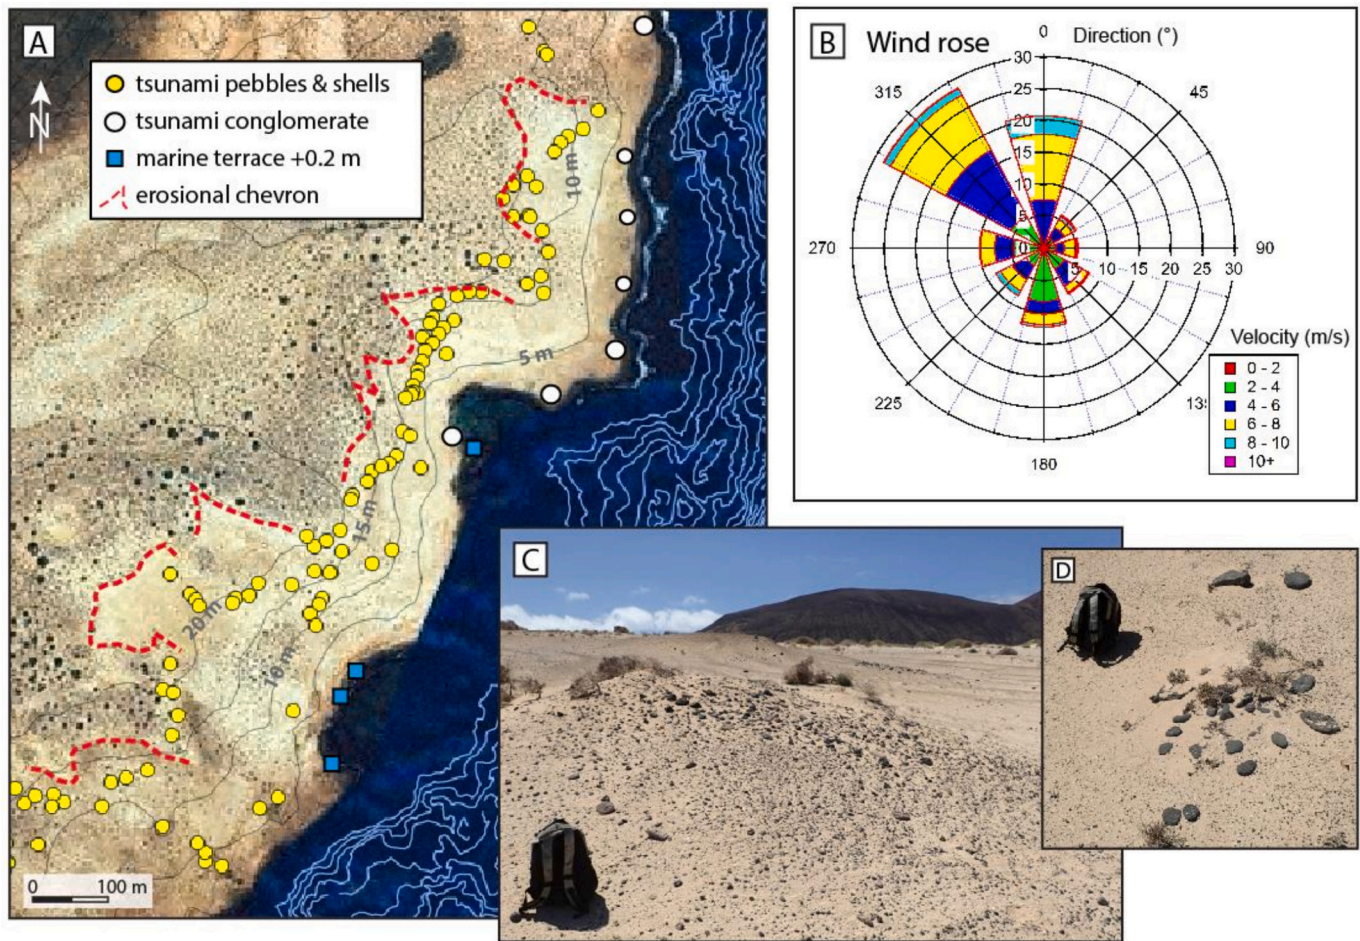 A
N
tsunami pebbles & shells
tsunami conglomerate
marine terrace +0.2 m
erosional chevron
10 m
5 m
15 m
20 m
10 m
0 100 m
B Wind rose
Direction (°)
0
30
25
20
15
10
5
0
5 10 15 20 25 30
315
45
270
90
225
135
180
Velocity (m/s)
0 - 2
2 - 4
4 - 6
6 - 8
8 - 10
10+
C
D